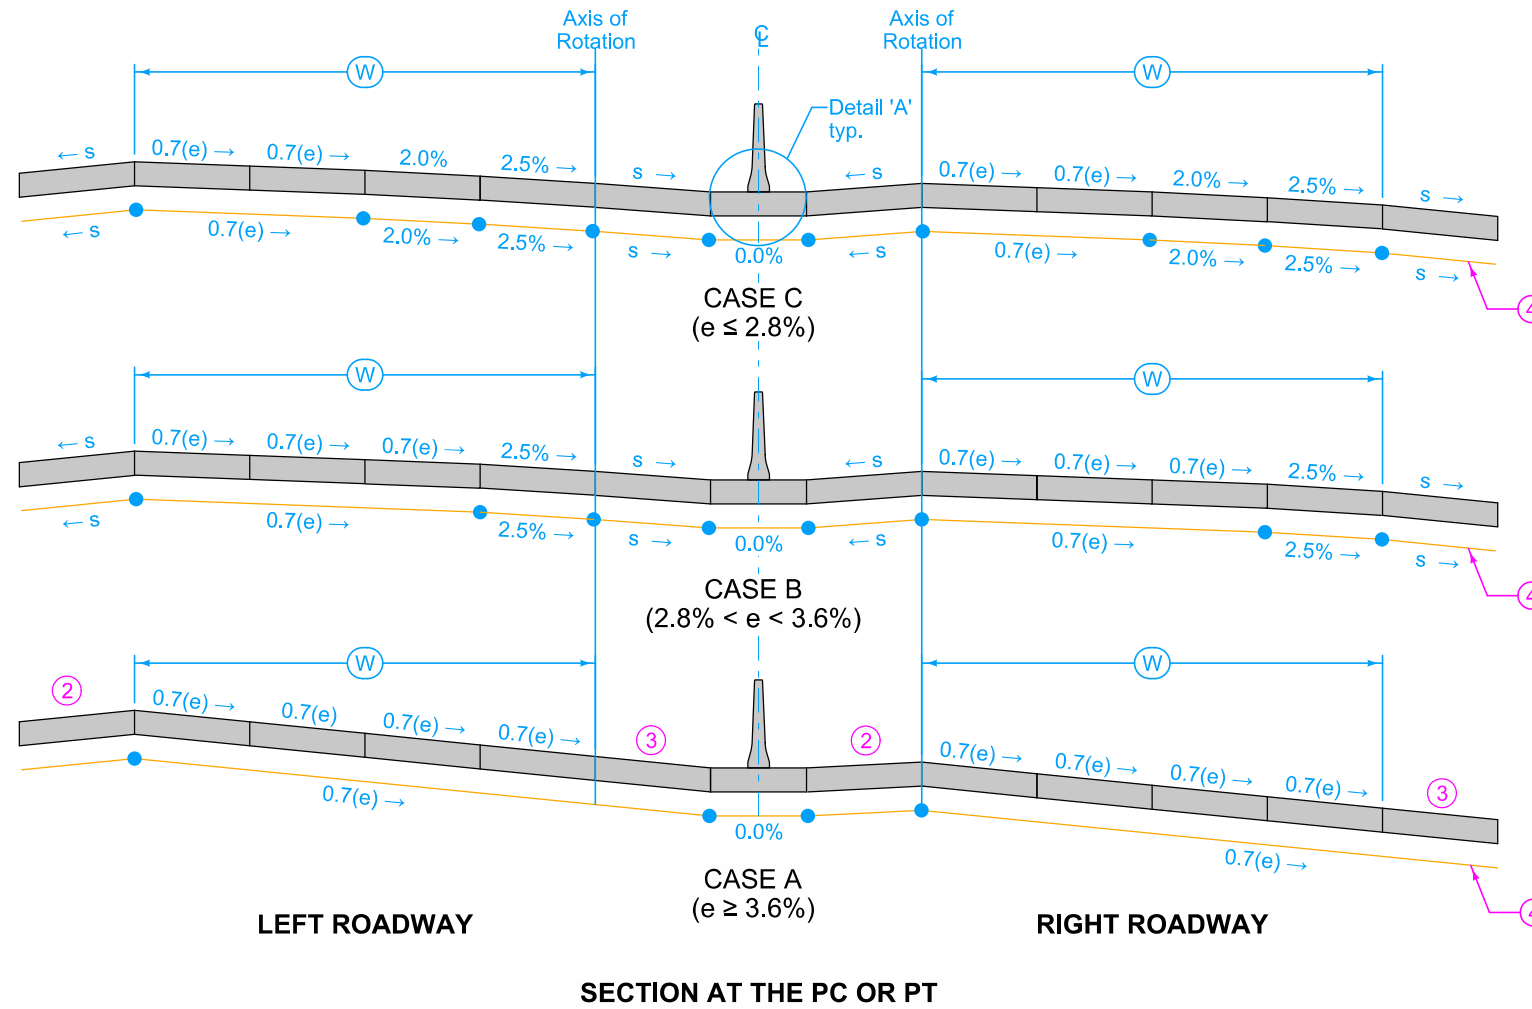 Axis of
Rotation
℄
Axis of
Rotation
W
W
Detail 'A'
typ.
← s
0.7(e) →
0.7(e) →
2.0%
2.5% →
s →
← s
0.7(e) →
0.7(e) →
2.0% →
2.5% →
s →
← s
0.7(e) →
2.0% →
2.5% →
s →
0.0%
← s
0.7(e) →
2.0% →
2.5% →
s →
4
CASE C
(e ≤ 2.8%)
W
W
← s
0.7(e) →
0.7(e) →
0.7(e) →
2.5% →
s →
← s
0.7(e) →
0.7(e) →
0.7(e) →
2.5% →
s →
← s
0.7(e) →
2.5% →
s →
0.0%
← s
0.7(e) →
2.5% →
s →
4
CASE B
(2.8% < e < 3.6%)
W
W
2
0.7(e) →
0.7(e)
0.7(e) →
0.7(e) →
3
2
0.7(e) →
0.7(e) →
0.7(e) →
0.7(e) →
3
0.7(e) →
0.0%
0.7(e) →
4
CASE A
(e ≥ 3.6%)
LEFT ROADWAY
RIGHT ROADWAY
SECTION AT THE PC OR PT